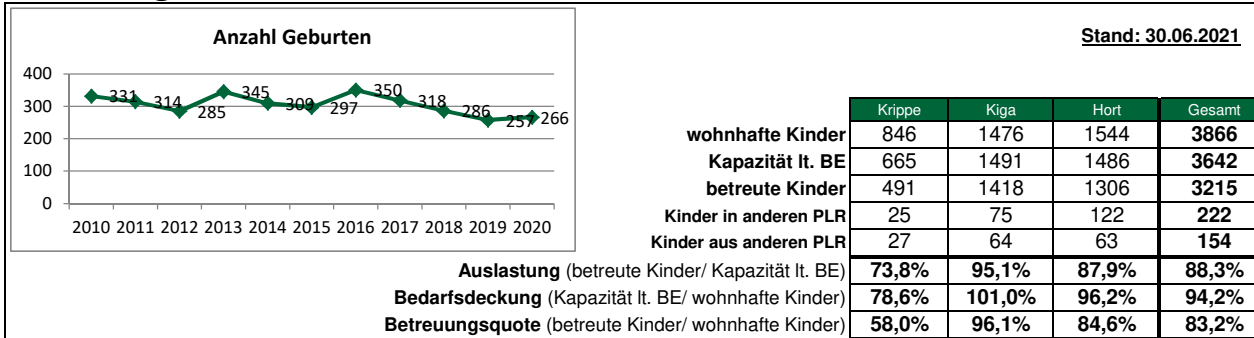 Anzahl Geburten
Stand: 30.06.2021
400
300
200
100
0
331
314
285
345
309
297
350
318
286
257
266
2010 2011 2012 2013 2014 2015 2016 2017 2018 2019 2020
Krippe Kiga Hort Gesamt
wohnhafte Kinder 846 1476 1544 3866
Kapazität lt. BE 665 1491 1486 3642
betreute Kinder 491 1418 1306 3215
Kinder in anderen PLR 25 75 122 222
Kinder aus anderen PLR 27 64 63 154
Auslastung (betreute Kinder/ Kapazität lt. BE) 73,8% 95,1% 87,9% 88,3%
Bedarfsdeckung (Kapazität lt. BE/ wohnhafte Kinder) 78,6% 101,0% 96,2% 94,2%
Betreuungsquote (betreute Kinder/ wohnhafte Kinder) 58,0% 96,1% 84,6% 83,2%